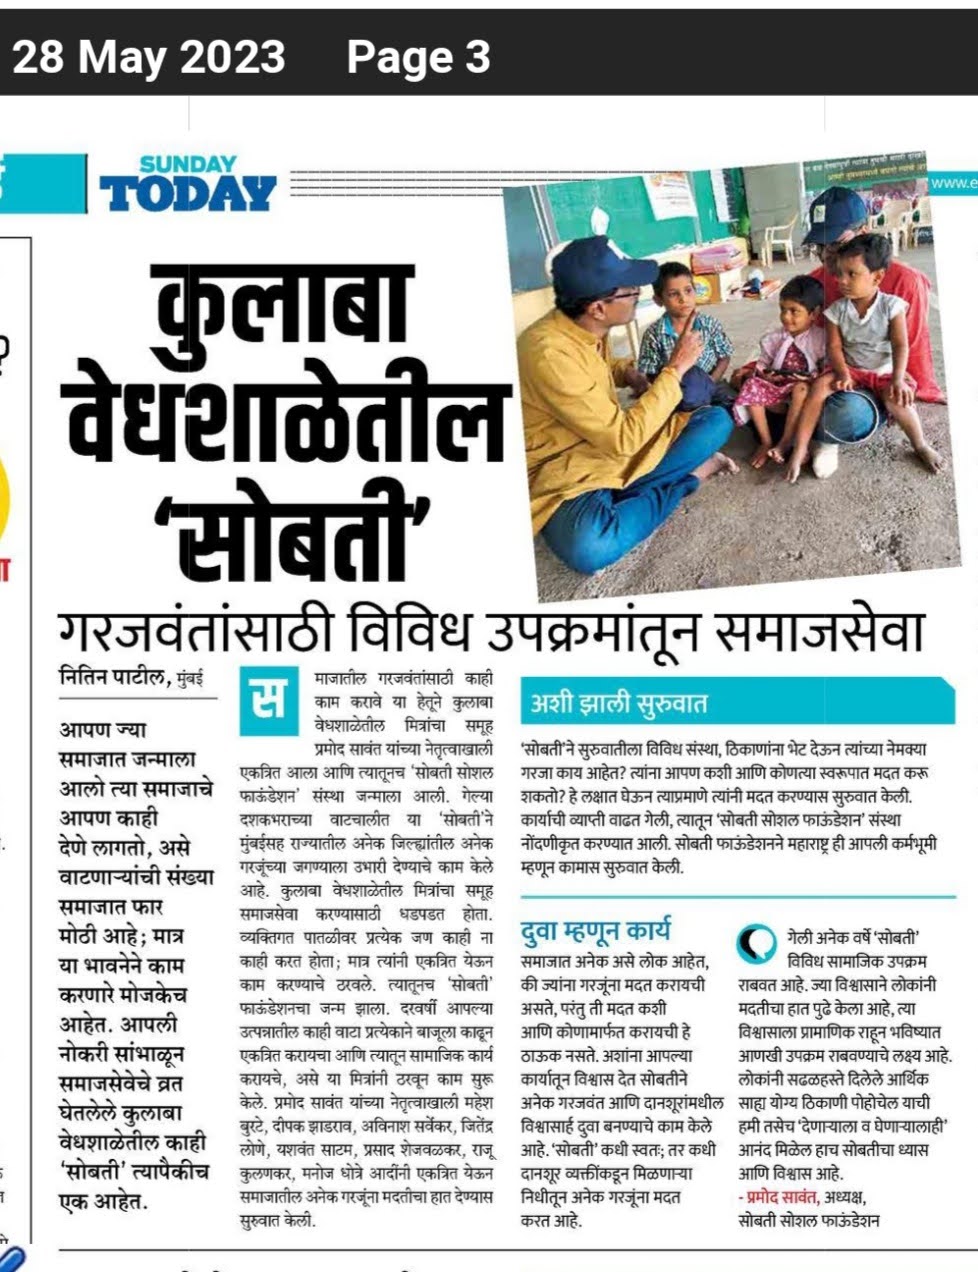 28 May 2023 Page 3
SUNDAY
TODAY
www.e
कुलाबा
वेधशाळेतील
‘सोबती’
गरजवंतांसाठी विविध उपक्रमांतून समाजसेवा
नितिन पाटील, मुंबई
आपण ज्या
समाजात जन्माला
आलो त्या समाजाचे
आपण काही
देणे लागतो, असे
वाटणाऱ्यांची संख्या
समाजात फार
मोठी आहे; मात्र
या भावनेने काम
करणारे मोजकेच
आहेत. आपली
नोकरी सांभाळून
समाजसेवेचे व्रत
घेतलेले कुलाबा
वेधशाळेतील काही
‘सोबती’ त्यापैकीच
एक आहेत.
समाजातील गरजवंतांसाठी काही
काम करावे या हेतूने कुलाबा
वेधशाळेतील मित्रांचा समूह
प्रमोद सावंत यांच्या नेतृत्वाखाली
एकत्रित आला आणि त्यातूनच ‘सोबती सोशल
फाऊंडेशन’ संस्था जन्माला आली. गेल्या
दशकभराच्या वाटचालीत या ‘सोबती’ने
मुंबईसह राज्यातील अनेक जिल्ह्यांतील अनेक
गरजूंच्या जगण्याला उभारी देण्याचे काम केले
आहे. कुलाबा वेधशाळेतील मित्रांचा समूह
समाजसेवा करण्यासाठी धडपडत होता.
व्यक्तिगत पातळीवर प्रत्येक जण काही ना
काही करत होता; मात्र त्यांनी एकत्रित येऊन
काम करण्याचे ठरवले. त्यातूनच ‘सोबती’
फाऊंडेशनचा जन्म झाला. दरवर्षी आपल्या
उत्पन्नातील काही वाटा प्रत्येकाने बाजूला काढून
एकत्रित करायचा आणि त्यातून सामाजिक कार्य
करायचे, असे या मित्रांनी ठरवून काम सुरू
केले. प्रमोद सावंत यांच्या नेतृत्वाखाली महेश
बुरटे, दीपक झाडराव, अविनाश सर्वेकर, जितेंद्र
लोणे, यशवंत साटम, प्रसाद शेजवळकर, राजू
कुलणकर, मनोज धोत्रे आदींनी एकत्रित येऊन
समाजातील अनेक गरजूंना मदतीचा हात देण्यास
सुरुवात केली.
अशी झाली सुरुवात
‘सोबती’ने सुरुवातीला विविध संस्था, ठिकाणांना भेट देऊन त्यांच्या नेमक्या
गरजा काय आहेत? त्यांना आपण कशी आणि कोणत्या स्वरूपात मदत करू
शकतो? हे लक्षात घेऊन त्याप्रमाणे त्यांनी मदत करण्यास सुरुवात केली.
कार्याची व्याप्ती वाढत गेली, त्यातून ‘सोबती सोशल फाऊंडेशन’ संस्था
नोंदणीकृत करण्यात आली. सोबती फाऊंडेशनने महाराष्ट्र ही आपली कर्मभूमी
म्हणून कामास सुरुवात केली.
दुवा म्हणून कार्य
समाजात अनेक असे लोक आहेत,
की ज्यांना गरजूंना मदत करायची
असते, परंतु ती मदत कशी
आणि कोणामार्फत करायची हे
ठाऊक नसते. अशांना आपल्या
कार्यातून विश्वास देत सोबतीने
अनेक गरजवंत आणि दानशूरांमधील
विश्वासार्ह दुवा बनण्याचे काम केले
आहे. ‘सोबती’ कधी स्वतः; तर कधी
दानशूर व्यक्तींकडून मिळणाऱ्या
निधीतून अनेक गरजूंना मदत
करत आहे.
गेली अनेक वर्षे ‘सोबती’
विविध सामाजिक उपक्रम
राबवत आहे. ज्या विश्वासाने लोकांनी
मदतीचा हात पुढे केला आहे, त्या
विश्वासाला प्रामाणिक राहून भविष्यात
आणखी उपक्रम राबवण्याचे लक्ष्य आहे.
लोकांनी सढळहस्ते दिलेले आर्थिक
साह्य योग्य ठिकाणी पोहोचेल याची
हमी तसेच ‘देणाऱ्याला व घेणाऱ्यालाही’
आनंद मिळेल हाच सोबतीचा ध्यास
आणि विश्वास आहे.
- प्रमोद सावंत, अध्यक्ष,
सोबती सोशल फाऊंडेशन